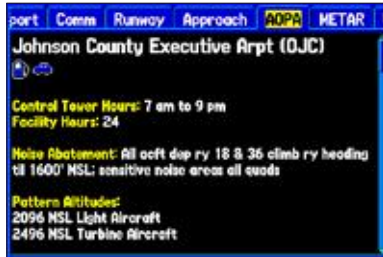 port Comm Runway Approach AOPA METAR
Johnson County Executive Arpt (OJC)
Control Tower Hours: 7 am to 9 pm
Facility Hours: 24
Noise Abatement: All acft dep ry 18 & 36 climb ry heading
til 1600' MSL; sensitive noise areas all quads
Pattern Altitudes:
2096 MSL Light Aircraft
2496 MSL Turbine Aircraft